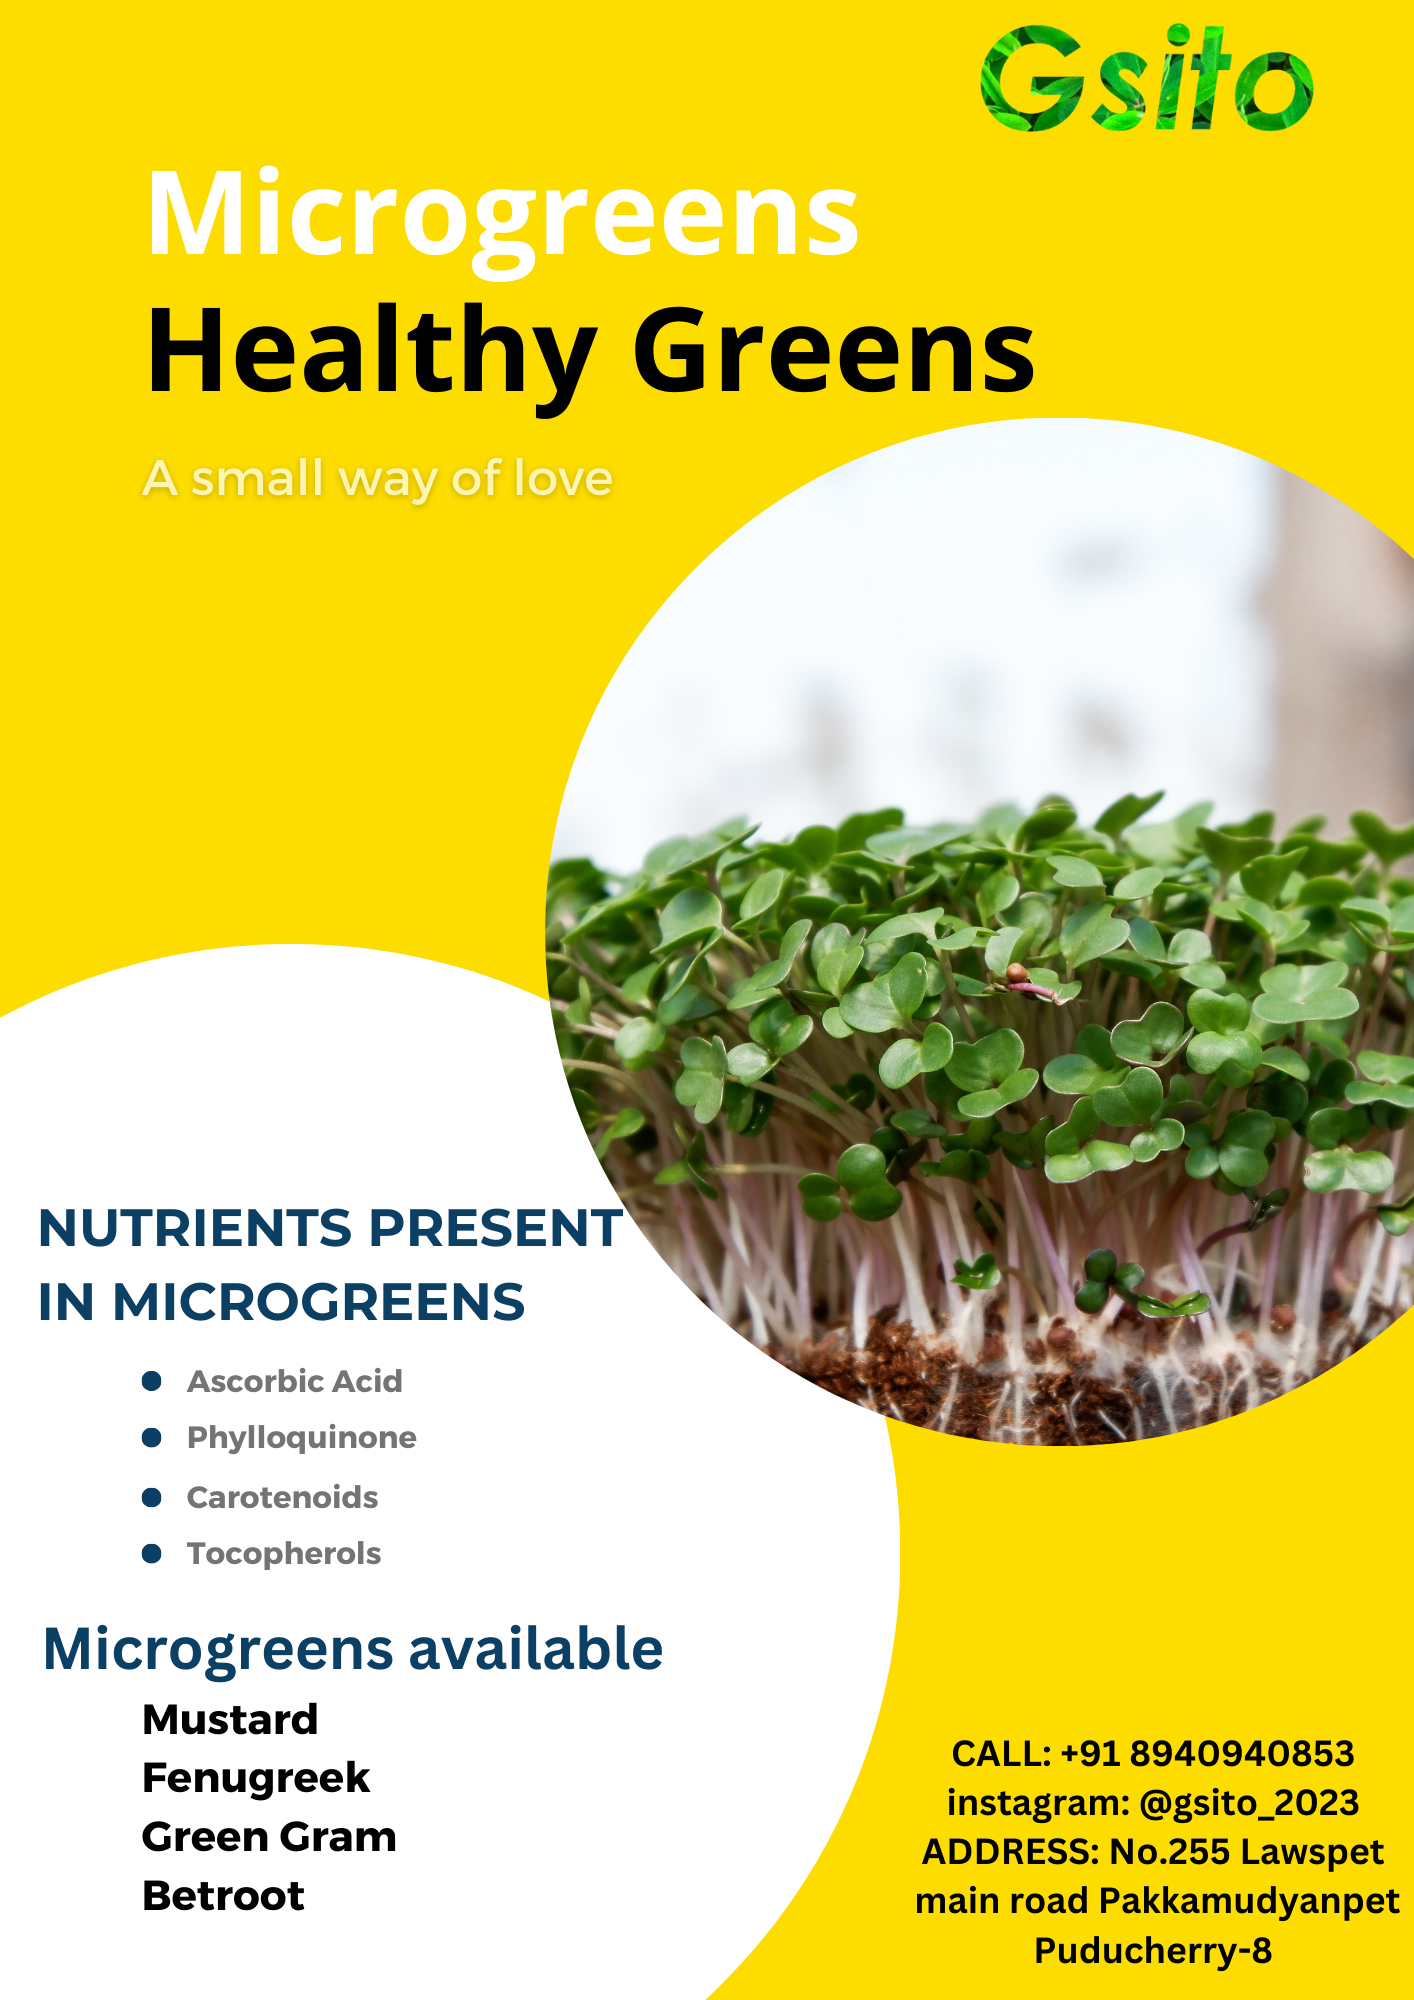 Gsito
Microgreens
Healthy Greens
A small way of love
NUTRIENTS PRESENT
IN MICROGREENS
Ascorbic Acid
Phylloquinone
Carotenoids
Tocopherols
Microgreens available
Mustard
Fenugreek
Green Gram
Betroot
CALL: +91 8940940853
instagram: @gsito_2023
ADDRESS: No.255 Lawspet
main road Pakkamudyanpet
Puducherry-8